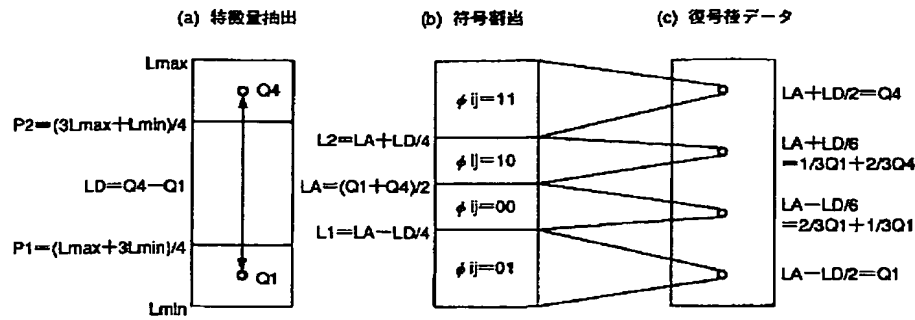 (a) 特徴量抽出
(b) 符号割当
(c) 復号後データ
Lmax
Q4
P2=(3Lmax+Lmin)/4
LD=Q4-Q1
P1=(Lmax+3Lmin)/4
Q1
Lmin
φij=11
L2=LA+LD/4
φij=10
LA=(Q1+Q4)/2
φij=00
L1=LA-LD/4
φij=01
LA+LD/2=Q4
LA+LD/6
=1/3Q1+2/3Q4
LA-LD/6
=2/3Q1+1/3Q1
LA-LD/2=Q1